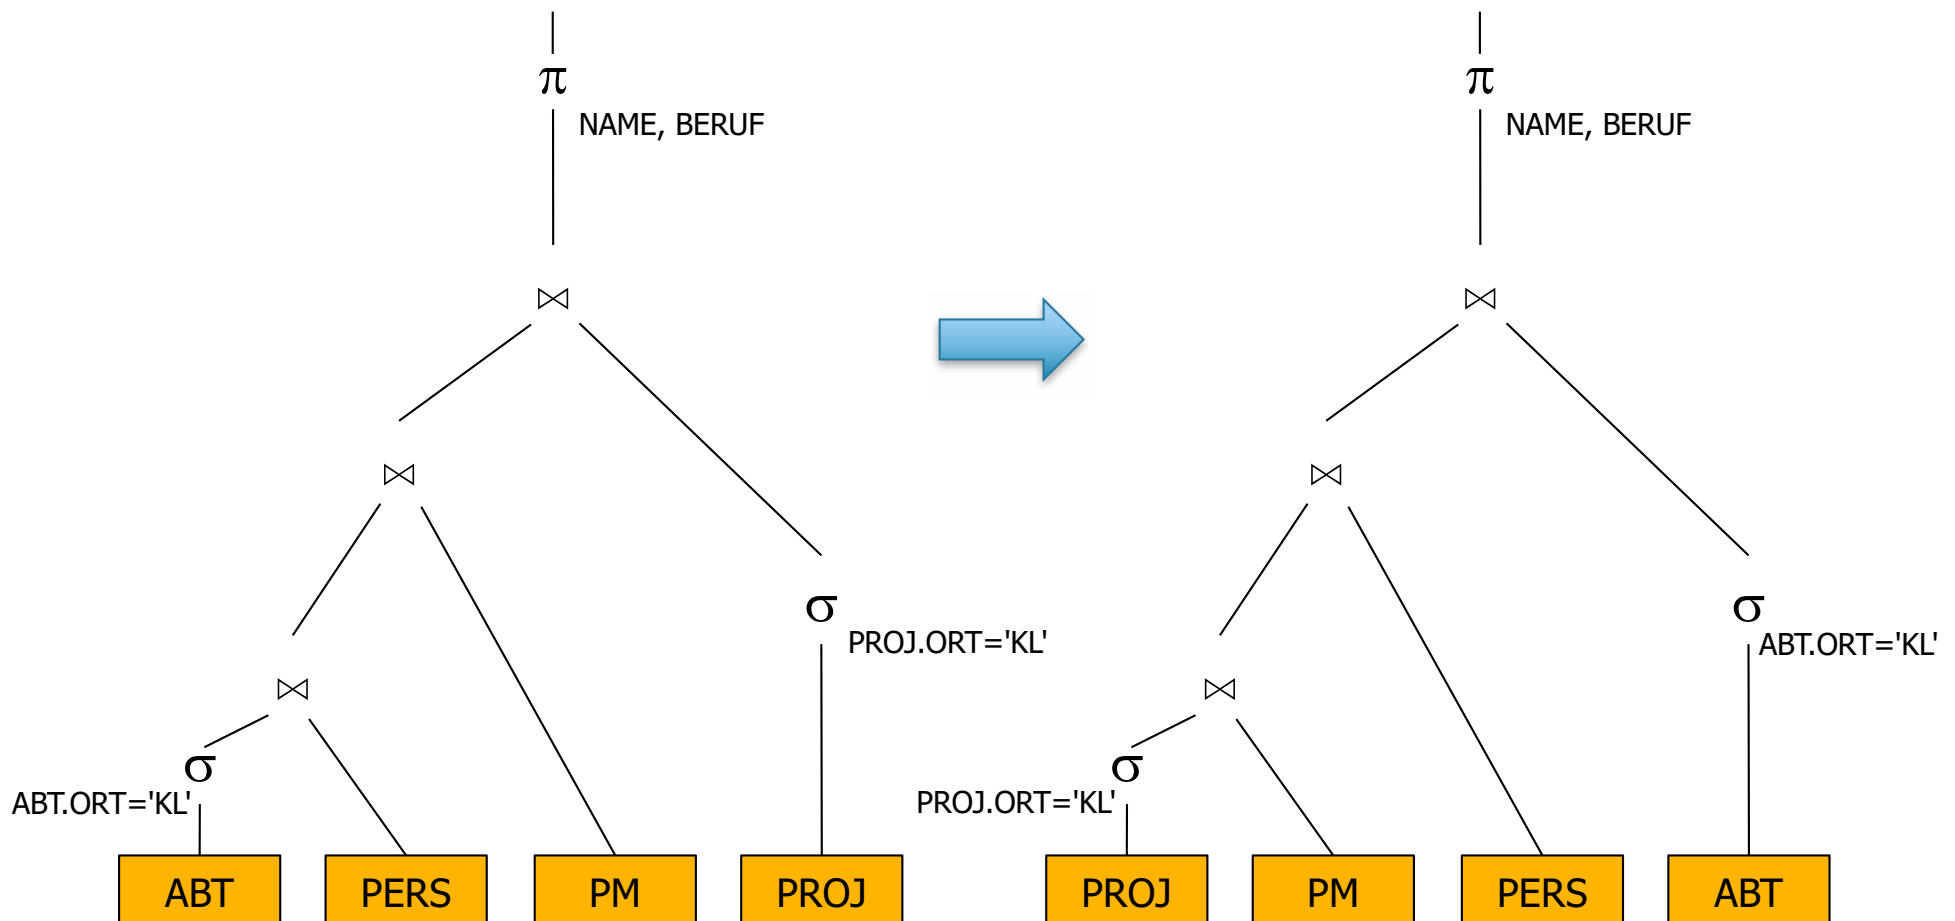 π
NAME, BERUF
⋈
⋈
σ
PROJ.ORT='KL'
⋈
σ
ABT.ORT='KL'
ABT
PERS
PM
PROJ
π
NAME, BERUF
⋈
⋈
σ
ABT.ORT='KL'
⋈
σ
PROJ.ORT='KL'
PROJ
PM
PERS
ABT